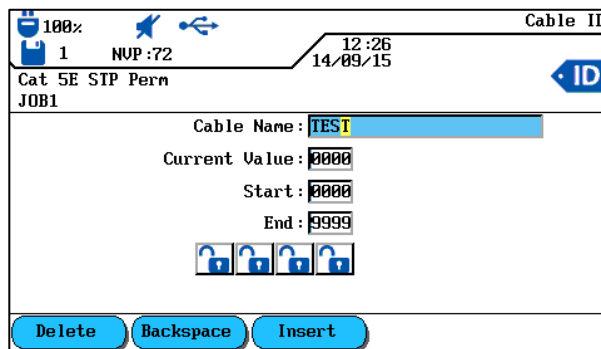 100% Cable ID
1 NVP:72 12:26
14/09/15
Cat 5E STP Perm
JOB1
ID
Cable Name: TEST
Current Value: 0000
Start: 0000
End: 9999
Delete Backspace Insert